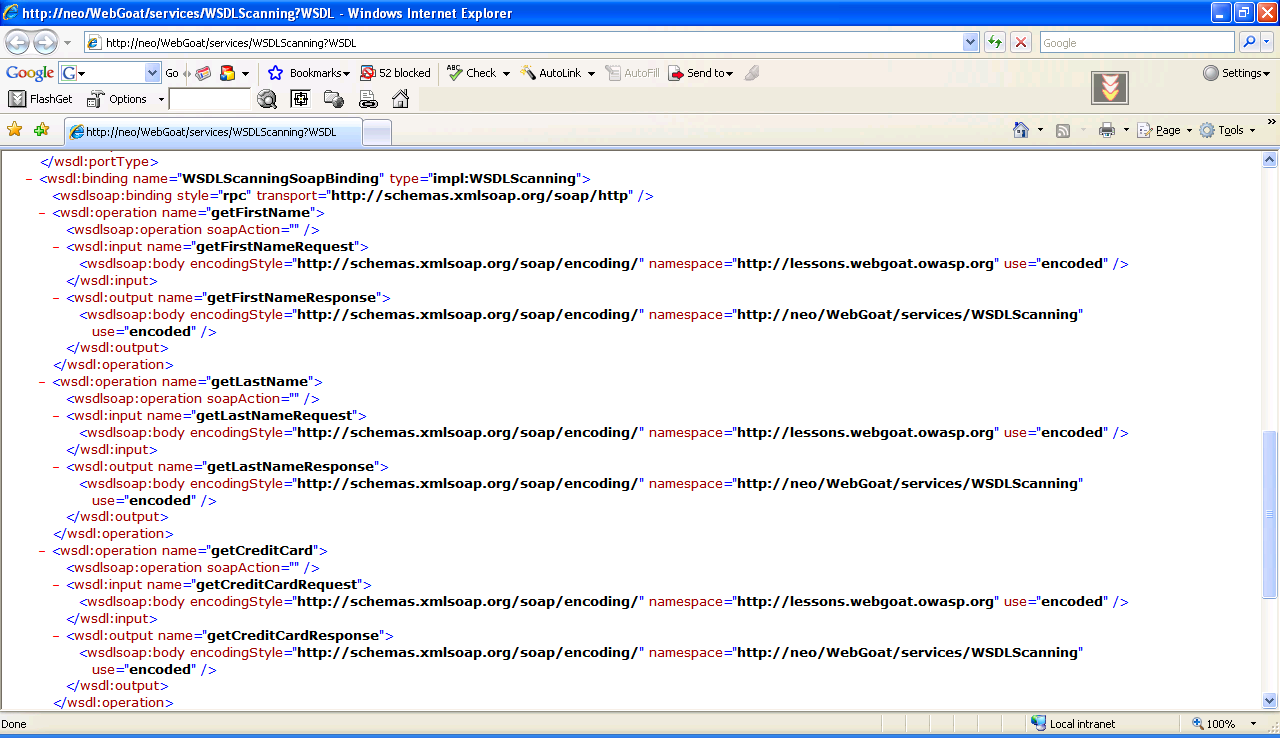 http://neo/WebGoat/services/WSDLScanning?WSDL - Windows Internet Explorer
http://neo/WebGoat/services/WSDLScanning?WSDL
Google
Google G Go Bookmarks 52 blocked ABC Check AutoLink AutoFill Send to Settings
FlashGet Options
http://neo/WebGoat/services/WSDLScanning?WSDL Page Tools »
</wsdl:portType>
- <wsdl:binding name="WSDLScanningSoapBinding" type="impl:WSDLScanning">
<wsdlsoap:binding style="rpc" transport="http://schemas.xmlsoap.org/soap/http" />
- <wsdl:operation name="getFirstName">
<wsdlsoap:operation soapAction="" />
- <wsdl:input name="getFirstNameRequest">
<wsdlsoap:body encodingStyle="http://schemas.xmlsoap.org/soap/encoding/" namespace="http://lessons.webgoat.owasp.org" use="encoded" />
</wsdl:input>
- <wsdl:output name="getFirstNameResponse">
<wsdlsoap:body encodingStyle="http://schemas.xmlsoap.org/soap/encoding/" namespace="http://neo/WebGoat/services/WSDLScanning"
use="encoded" />
</wsdl:output>
</wsdl:operation>
- <wsdl:operation name="getLastName">
<wsdlsoap:operation soapAction="" />
- <wsdl:input name="getLastNameRequest">
<wsdlsoap:body encodingStyle="http://schemas.xmlsoap.org/soap/encoding/" namespace="http://lessons.webgoat.owasp.org" use="encoded" />
</wsdl:input>
- <wsdl:output name="getLastNameResponse">
<wsdlsoap:body encodingStyle="http://schemas.xmlsoap.org/soap/encoding/" namespace="http://neo/WebGoat/services/WSDLScanning"
use="encoded" />
</wsdl:output>
</wsdl:operation>
- <wsdl:operation name="getCreditCard">
<wsdlsoap:operation soapAction="" />
- <wsdl:input name="getCreditCardRequest">
<wsdlsoap:body encodingStyle="http://schemas.xmlsoap.org/soap/encoding/" namespace="http://lessons.webgoat.owasp.org" use="encoded" />
</wsdl:input>
- <wsdl:output name="getCreditCardResponse">
<wsdlsoap:body encodingStyle="http://schemas.xmlsoap.org/soap/encoding/" namespace="http://neo/WebGoat/services/WSDLScanning"
use="encoded" />
</wsdl:output>
</wsdl:operation>
Done Local intranet 100%